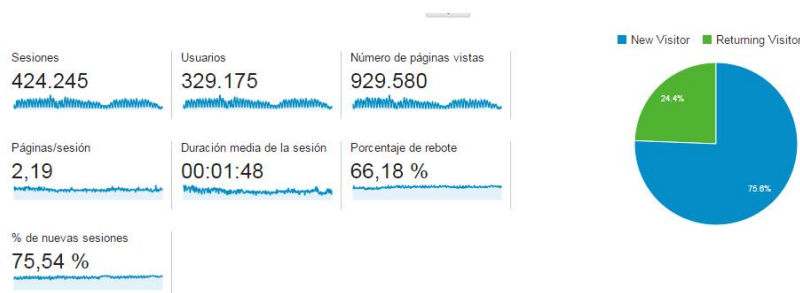 Sesiones
424.245
Usuarios
329.175
Número de páginas vistas
929.580
Páginas/sesión
2,19
Duración media de la sesión
00:01:48
Porcentaje de rebote
66,18 %
% de nuevas sesiones
75,54 %
New Visitor
Returning Visitor
24.4%
75.6%